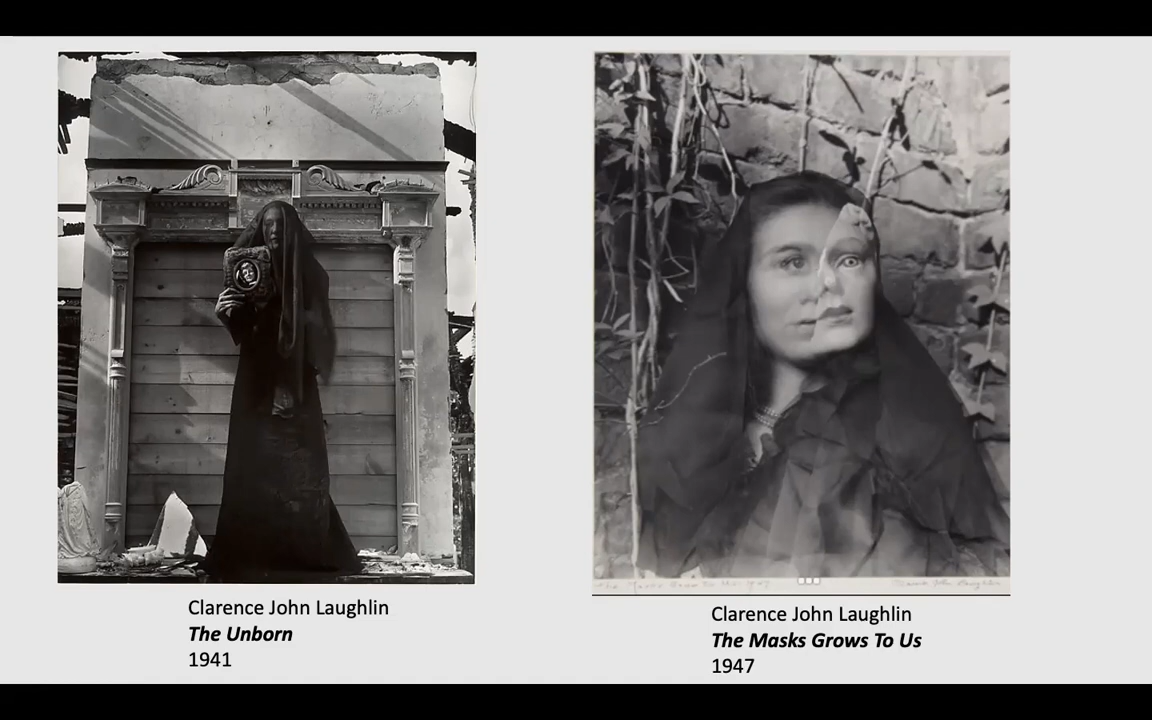 Clarence John Laughlin
The Unborn
1941
Clarence John Laughlin
The Masks Grows To Us
1947